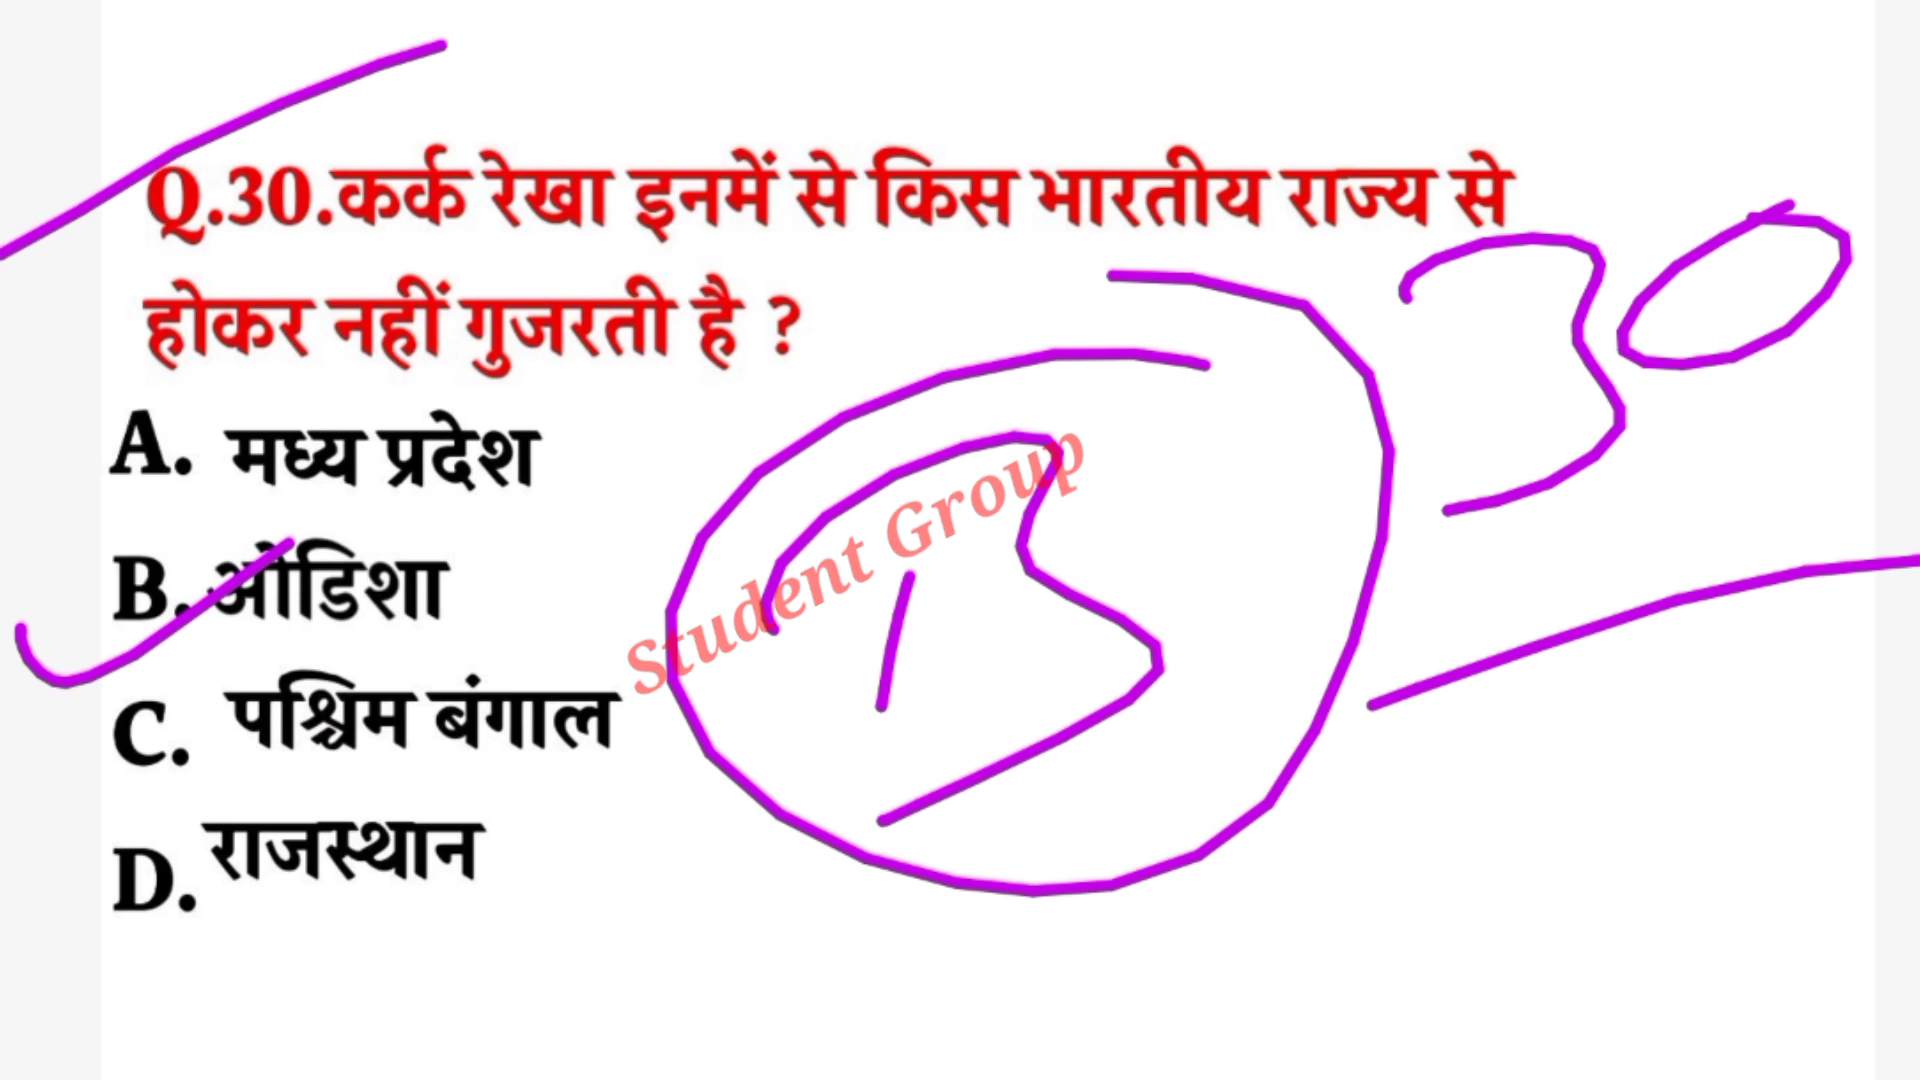 Q.30.कर्क रेखा इनमें से किस भारतीय राज्य से
होकर नहीं गुजरती है ?
A. मध्य प्रदेश
B. ओडिशा
C. पश्चिम बंगाल
D. राजस्थान
Student Group
B
30